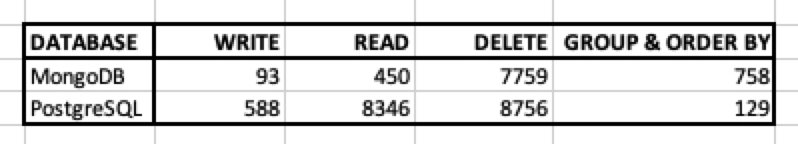 DATABASE WRITE READ DELETE GROUP & ORDER BY
MongoDB 93 450 7759 758
PostgreSQL 588 8346 8756 129